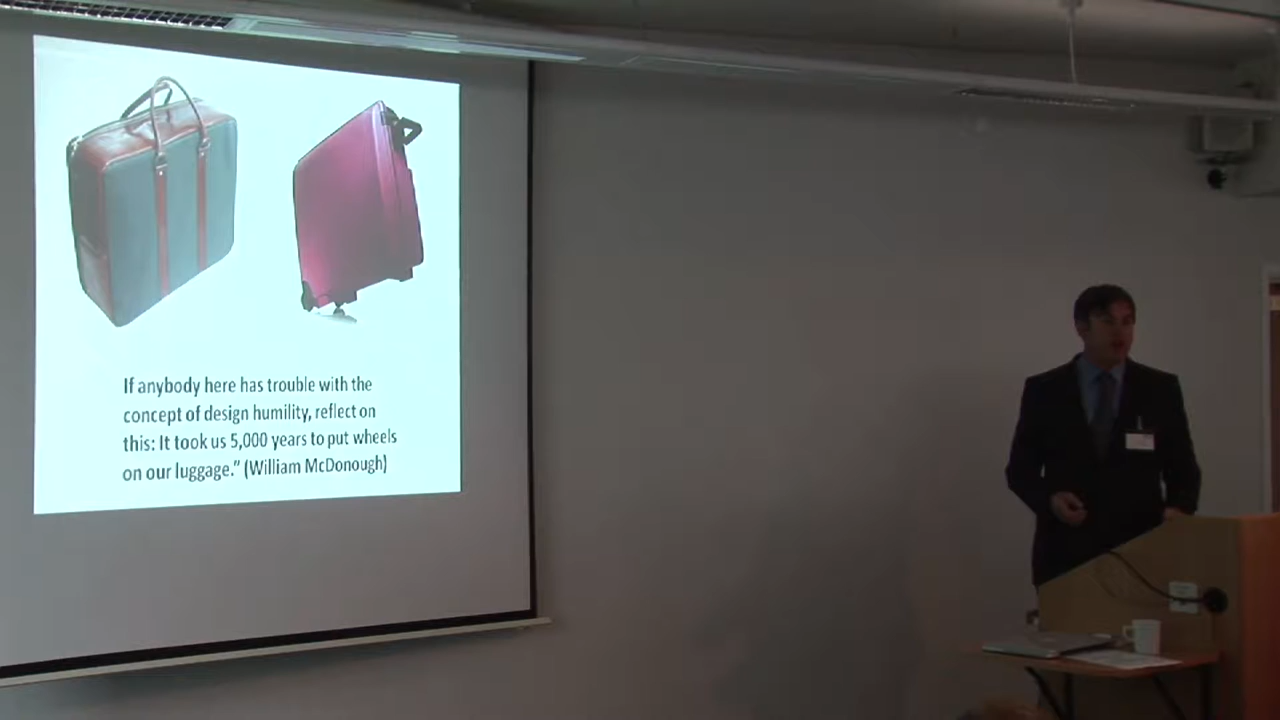 If anybody here has trouble with the
concept of design humility, reflect on
this: It took us 5,000 years to put wheels
on our luggage.” (William McDonough)